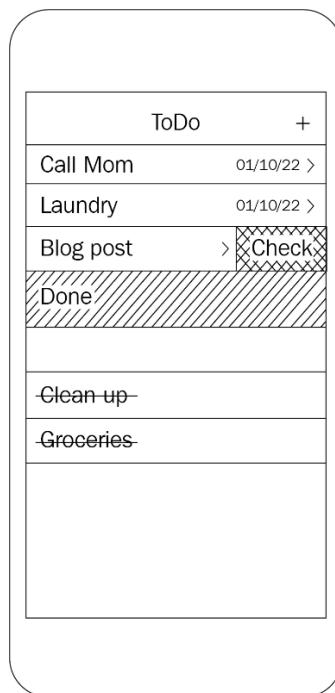 ToDo +
Call Mom 01/10/22 >
Laundry 01/10/22 >
Blog post > Check
Done
Clean up
Groceries